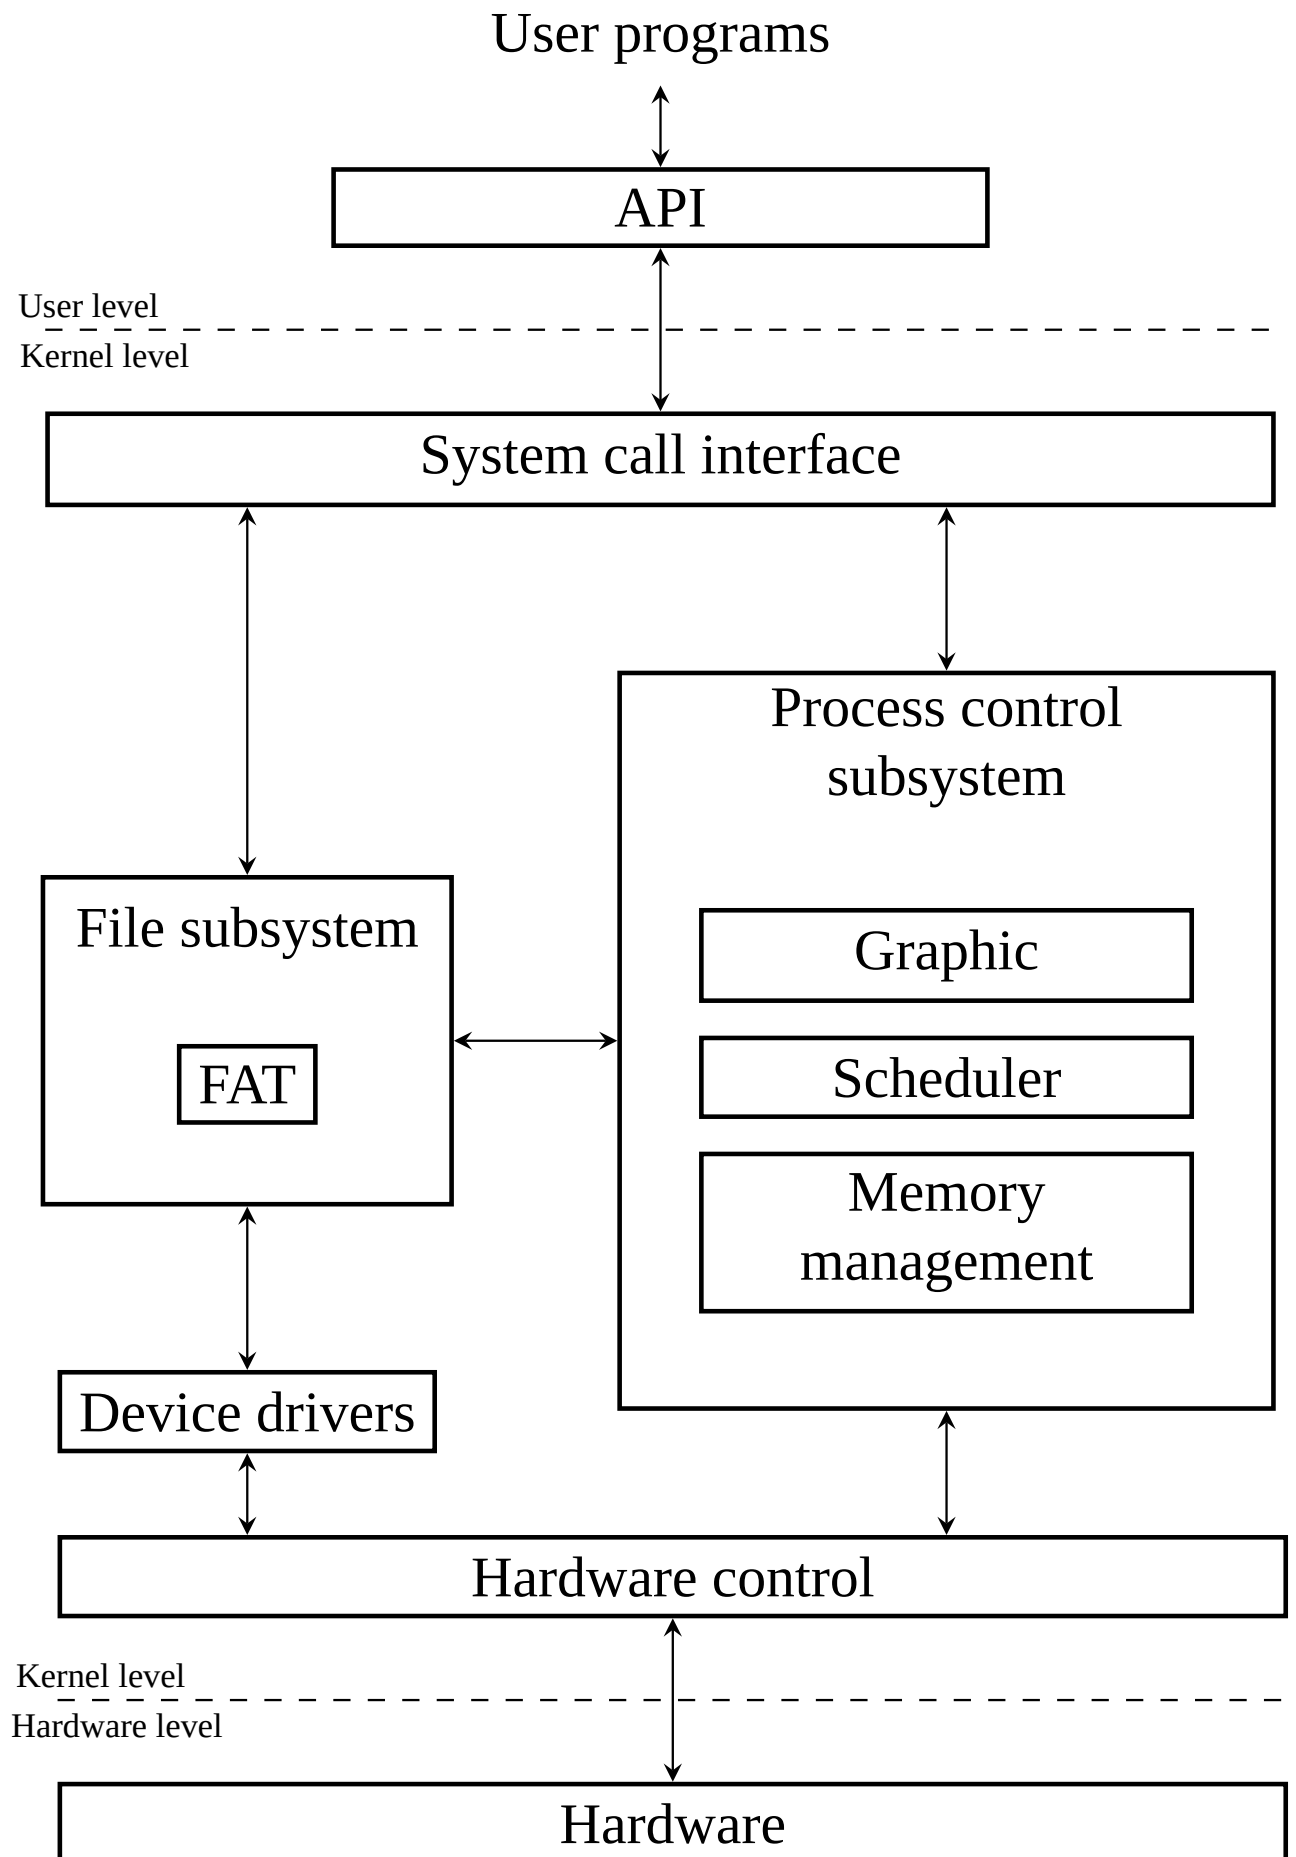 User programs
API
User level
Kernel level
System call interface
Process control
subsystem
File subsystem
Graphic
FAT
Scheduler
Memory
management
Device drivers
Hardware control
Kernel level
Hardware level
Hardware